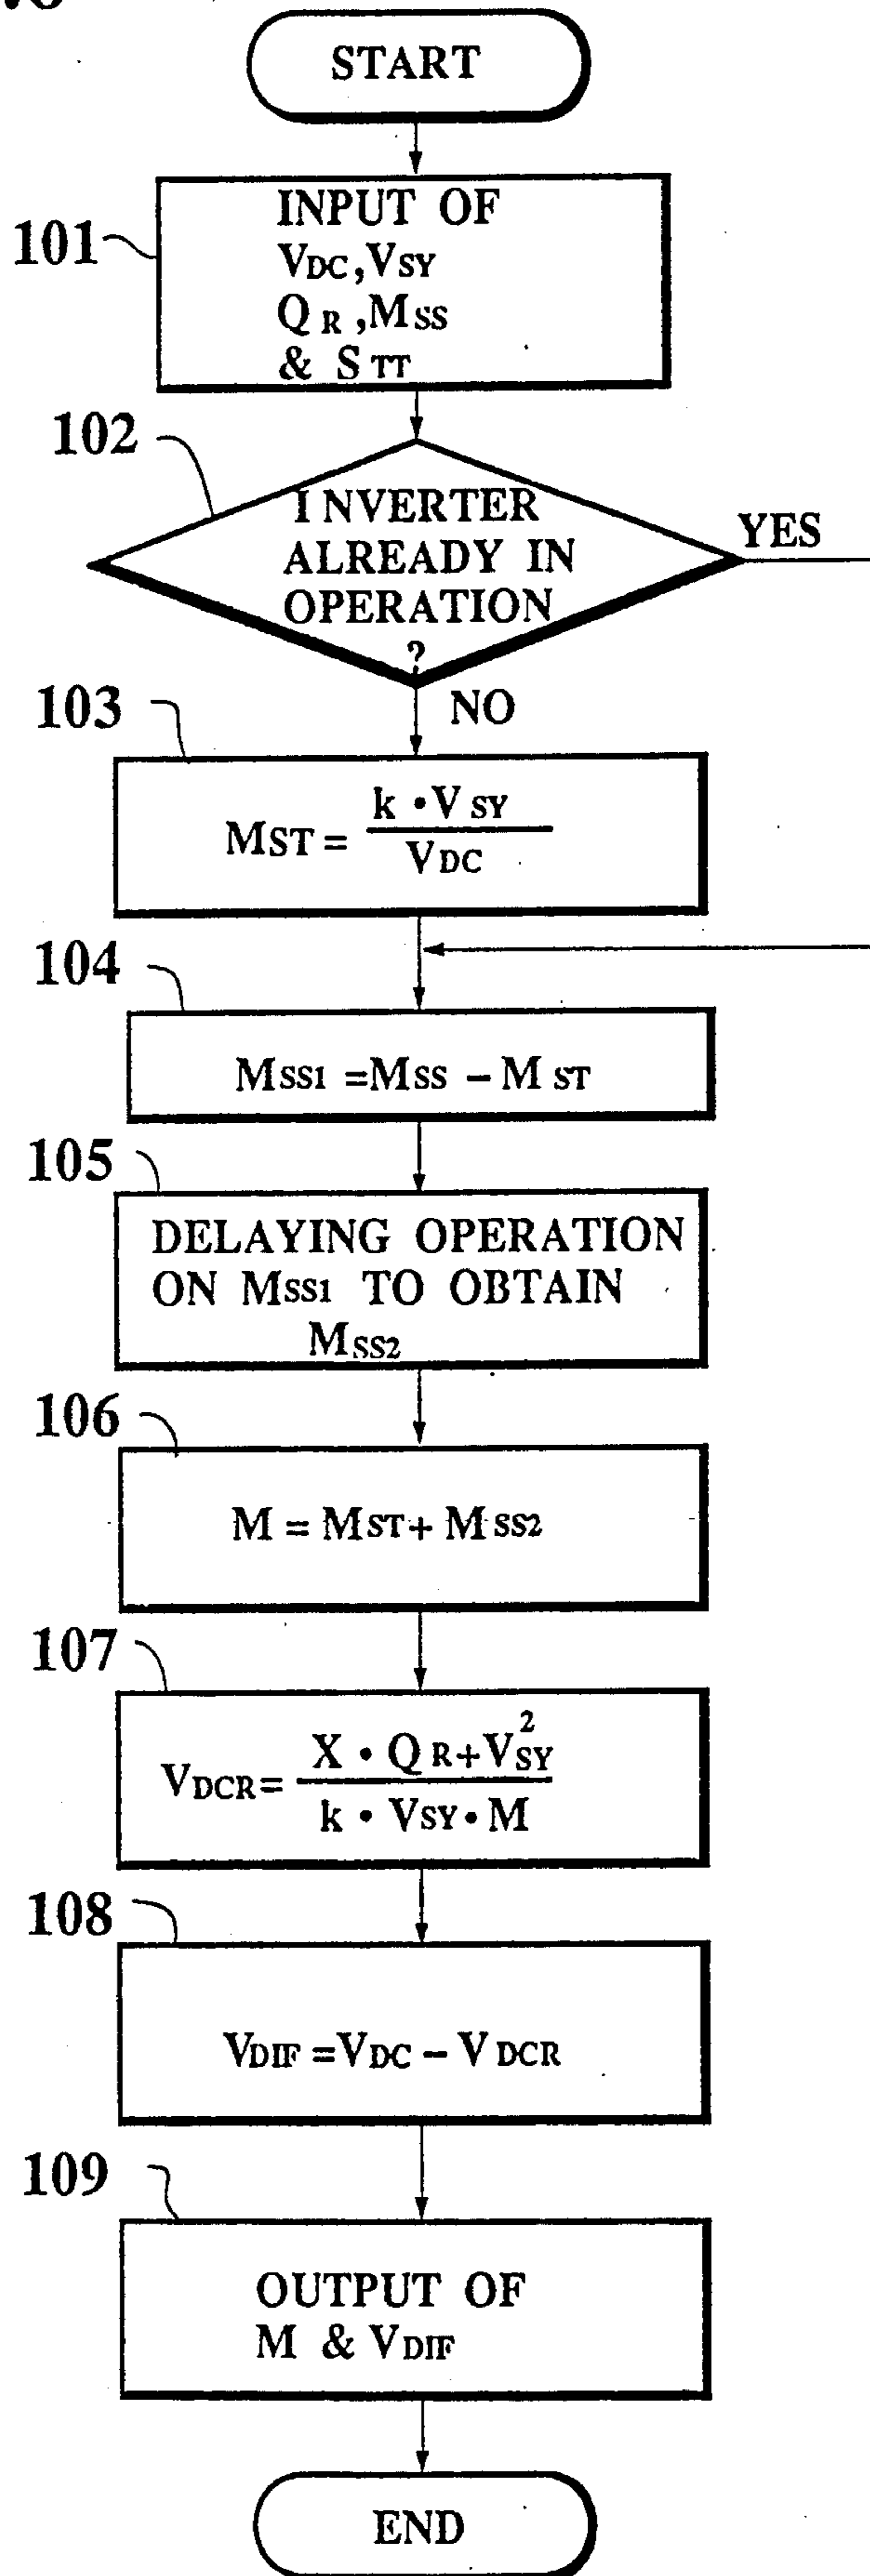 START
101
INPUT OF
VDC,VSY
QR,MSS
& STT
102
INVERTER
ALREADY IN
OPERATION
?
YES
NO
103
MST = k · VSY / VDC
104
MSS1 = MSS – MST
105
DELAYING OPERATION
ON MSS1 TO OBTAIN
MSS2
106
M = MST + MSS2
107
VDCR = X · QR + VSY² / k · VSY · M
108
VDIF = VDC – VDCR
109
OUTPUT OF
M & VDIF
END